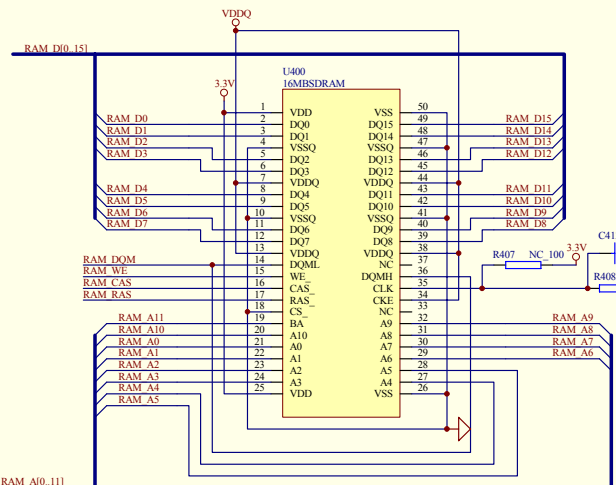 VDDQ
RAM_D[0..15]
U400
16MBSDRAM
3.3V
1 VDD VSS 50
RAM_D0 2 DQ0 DQ15 49 RAM_D15
RAM_D1 3 DQ1 DQ14 48 RAM_D14
RAM_D2 4 VSSQ VSSQ 47 RAM_D13
RAM_D3 5 DQ2 DQ13 46 RAM_D12
6 DQ3 DQ12 45
7 VDDQ VDDQ 44
RAM_D4 8 DQ4 DQ11 43 RAM_D11
RAM_D5 9 DQ5 DQ10 42 RAM_D10
RAM_D6 10 VSSQ VSSQ 41 RAM_D9
RAM_D7 11 DQ6 DQ9 40 RAM_D8
12 DQ7 DQ8 39
13 VDDQ VDDQ 38
RAM_DQM 14 DQML NC 37
RAM_WE 15 WE_ DQMH 36
RAM_CAS 16 CAS_ CLK 35
RAM_RAS 17 RAS_ CKE 34
18 CS_ NC 33
R407 NC_100 3.3V C41
R408
RAM_A11 19 BA A9 32 RAM_A9
RAM_A10 20 A10 A8 31 RAM_A8
RAM_A0 21 A0 A7 30 RAM_A7
RAM_A1 22 A1 A6 29 RAM_A6
RAM_A2 23 A2 A5 28
RAM_A3 24 A3 A4 27
RAM_A4 25 VDD VSS 26
RAM_A5
RAM_A[0..11]